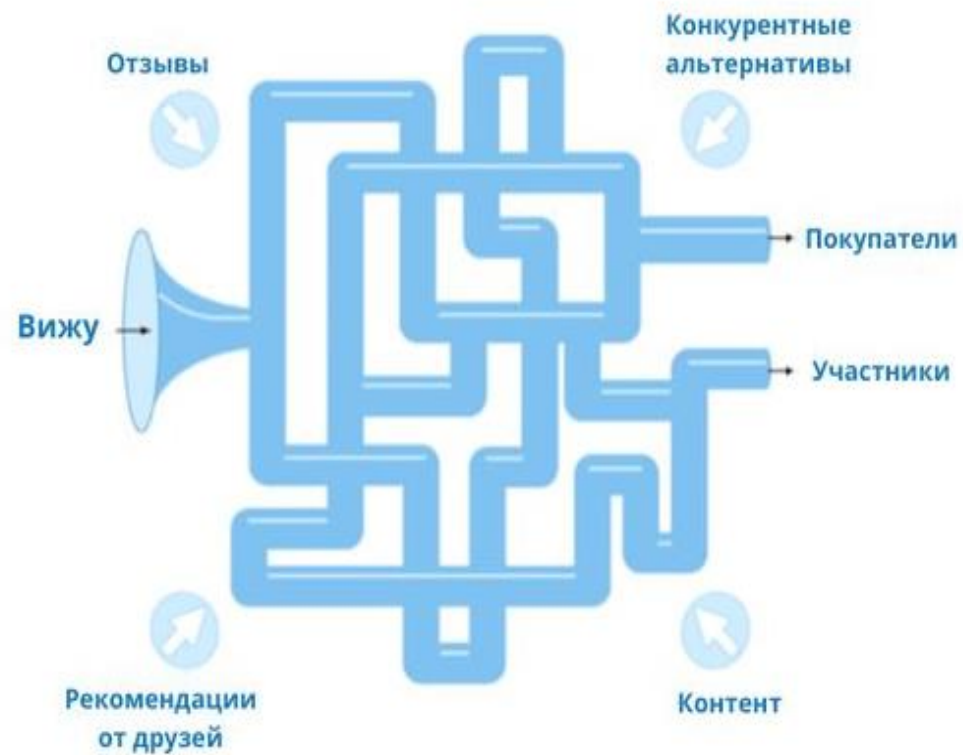 Отзывы
Конкурентные
альтернативы
Вижу
Покупатели
Участники
Рекомендации
от друзей
Контент